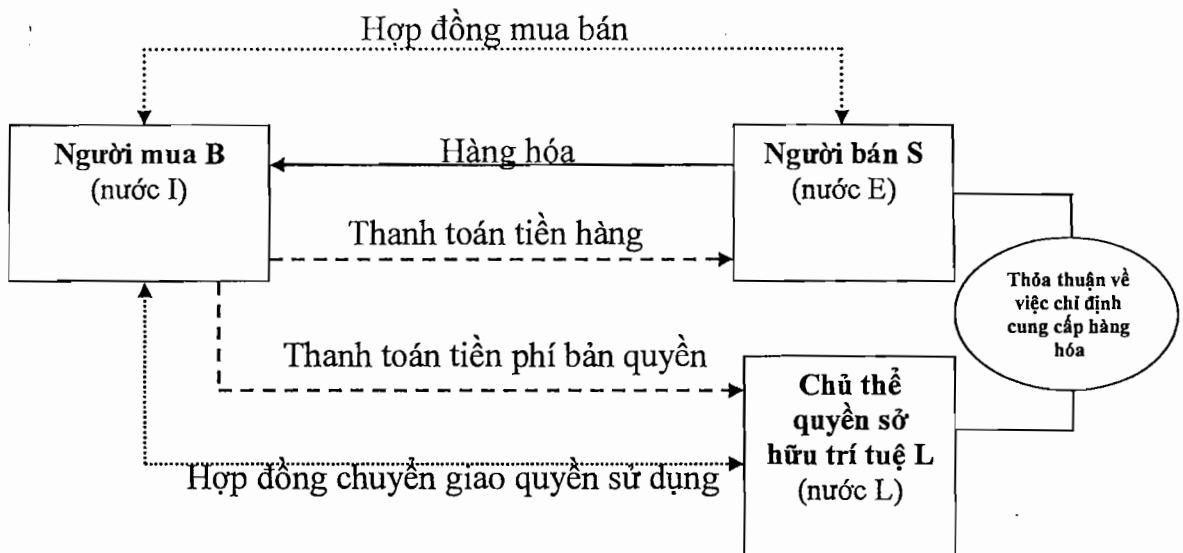 Hợp đồng mua bán
Người mua B
(nước I)
Hàng hóa
Người bán S
(nước E)
Thanh toán tiền hàng
Thỏa thuận về
việc chỉ định
cung cấp hàng
hóa
Thanh toán tiền phí bản quyền
Chủ thể
quyền sở
hữu trí tuệ L
(nước L)
Hợp đồng chuyển giao quyền sử dụng